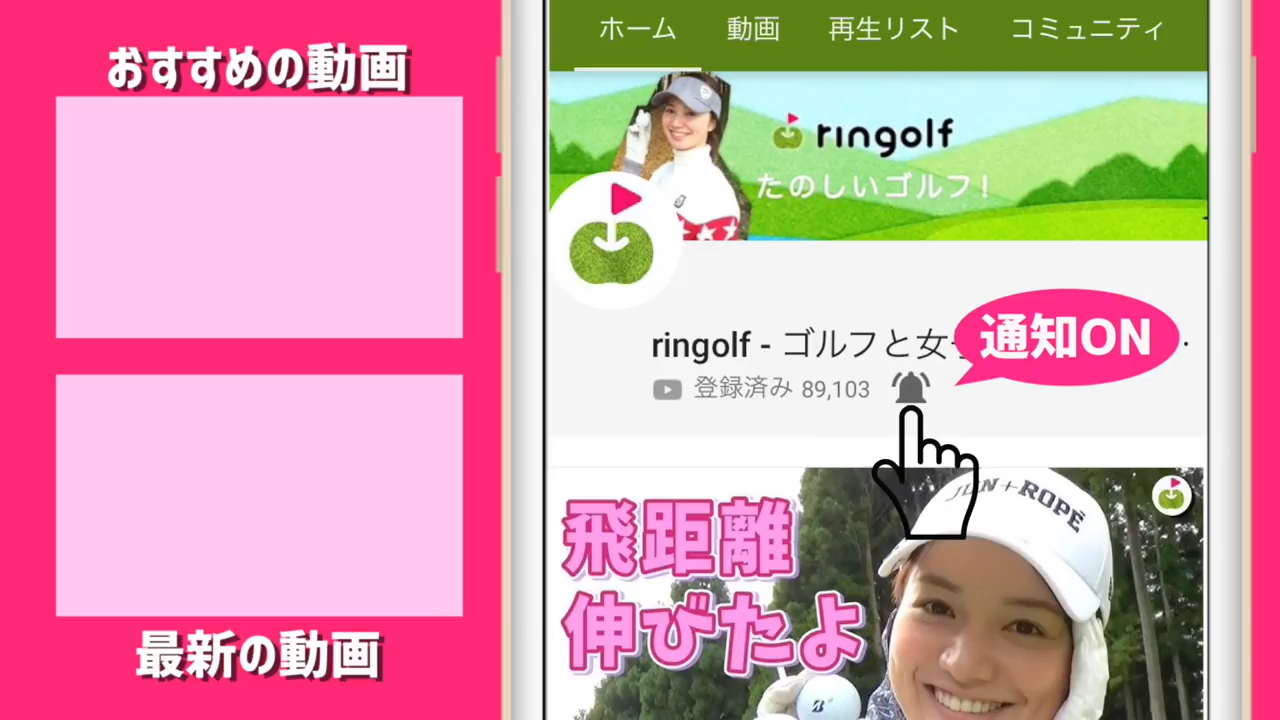 おすすめの動画
最新の動画
ホーム 動画 再生リスト コミュニティ
ringolf
たのしいゴルフ!
ringolf - ゴルフと女
通知ON
登録済み 89,103
JUN+ROPÉ
飛距離
伸びたよ
B